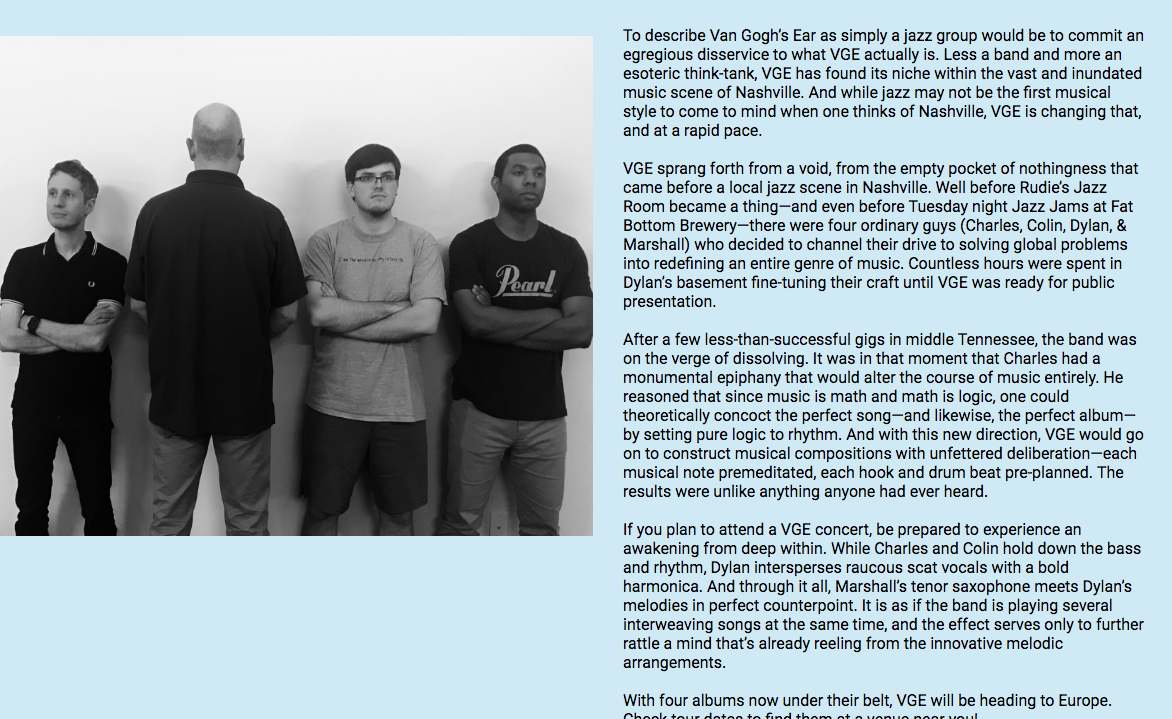 To describe Van Gogh's Ear as simply a jazz group would be to commit an
egregious disservice to what VGE actually is. Less a band and more an
esoteric think-tank, VGE has found its niche within the vast and inundated
music scene of Nashville. And while jazz may not be the first musical
style to come to mind when one thinks of Nashville, VGE is changing that,
and at a rapid pace.
VGE sprang forth from a void, from the empty pocket of nothingness that
came before a local jazz scene in Nashville. Well before Rudie's Jazz
Room became a thing—and even before Tuesday night Jazz Jams at Fat
Bottom Brewery—there were four ordinary guys (Charles, Colin, Dylan, &
Marshall) who decided to channel their drive to solving global problems
into redefining an entire genre of music. Countless hours were spent in
Dylan's basement fine-tuning their craft until VGE was ready for public
presentation.
After a few less-than-successful gigs in middle Tennessee, the band was
on the verge of dissolving. It was in that moment that Charles had a
monumental epiphany that would alter the course of music entirely. He
reasoned that since music is math and math is logic, one could
theoretically concoct the perfect song—and likewise, the perfect album—
by setting pure logic to rhythm. And with this new direction, VGE would go
on to construct musical compositions with unfettered deliberation—each
musical note premeditated, each hook and drum beat pre-planned. The
results were unlike anything anyone had ever heard.
If you plan to attend a VGE concert, be prepared to experience an
awakening from deep within. While Charles and Colin hold down the bass
and rhythm, Dylan intersperses raucous scat vocals with a bold
harmonica. And through it all, Marshall's tenor saxophone meets Dylan's
melodies in perfect counterpoint. It is as if the band is playing several
interweaving songs at the same time, and the effect serves only to further
rattle a mind that's already reeling from the innovative melodic
arrangements.
With four albums now under their belt, VGE will be heading to Europe.
Check tour dates to find them at a venue near you!
Pearl